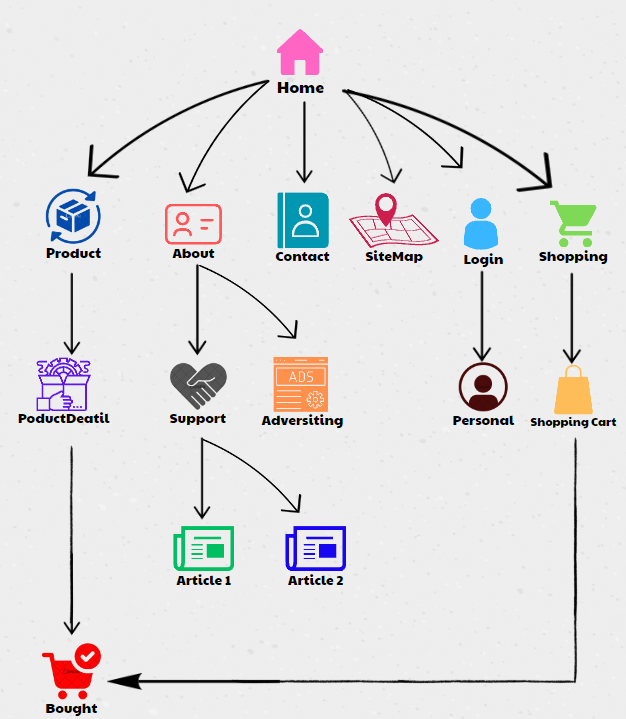 Home
Product
About
Contact
SiteMap
Login
Shopping
PoductDeatil
Support
ADS
Adversiting
Personal
Shopping Cart
Article 1
Article 2
Bought